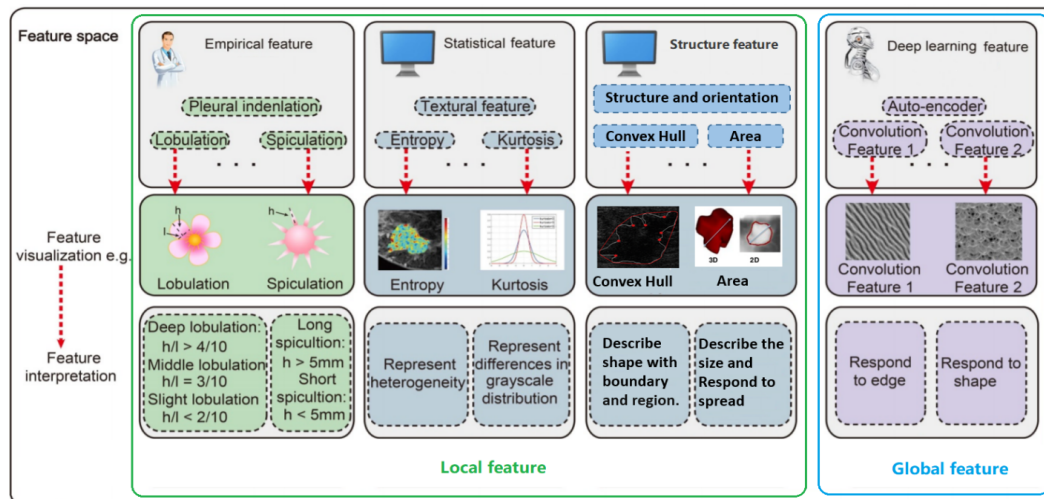 Feature space
Empirical feature
Pleural indenlation
Lobulation
Spiculation
. . .
Statistical feature
Textural feature
Entropy
Kurtosis
. . .
Structure feature
Structure and orientation
Convex Hull
Area
. . .
Deep learning feature
Auto-encoder
Convolution
Feature 1
Convolution
Feature 2
. . .
Feature
visualization e.g.
h
l
Lobulation
h
Spiculation
Entropy
Kurtosis
Convex Hull
3D
2D
Area
Convolution
Feature 1
Convolution
Feature 2
Feature
interpretation
Deep lobulation:
h/l > 4/10
Middle lobulation
h/l = 3/10
Slight lobulation
h/l < 2/10
Long
spicultion:
h > 5mm
Short
spicultion:
h < 5mm
Represent
heterogeneity
Represent
differences in
grayscale
distribution
Describe
shape with
boundary
and region.
Describe the
size and
Respond to
spread
Respond
to edge
Respond to
shape
Local feature
Global feature